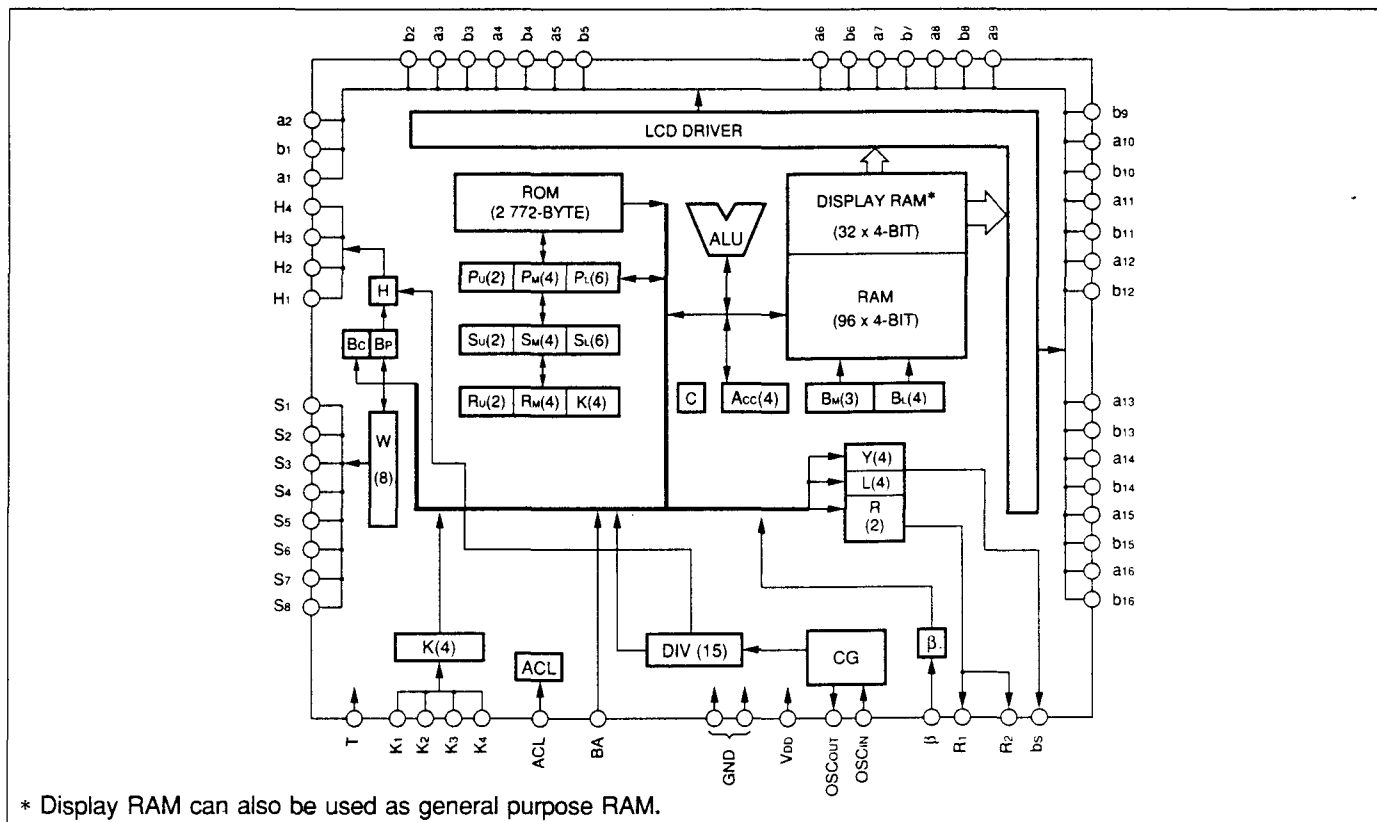 b2 a3 b3 a4 b4 a5 b5
a6 b6 a7 b7 a8 b8 a9
a2
b1
a1
H4
H3
H2
H1
S1
S2
S3
S4
S5
S6
S7
S8
b9
a10
b10
a11
b11
a12
b12
a13
b13
a14
b14
a15
b15
a16
b16
LCD DRIVER
ROM
(2 772-BYTE)
PU(2) PM(4) PL(6)
SU(2) SM(4) SL(6)
RU(2) RM(4) K(4)
ALU
C
ACC(4)
DISPLAY RAM*
(32 x 4-BIT)
RAM
(96 x 4-BIT)
BM(3) BL(4)
H
BC BP
W
(8)
Y(4)
L(4)
R
(2)
K(4)
ACL
DIV (15)
CG
β
T K1 K2 K3 K4 ACL BA GND VDD OSCOUT OSCIN β R1 R2 bS
* Display RAM can also be used as general purpose RAM.